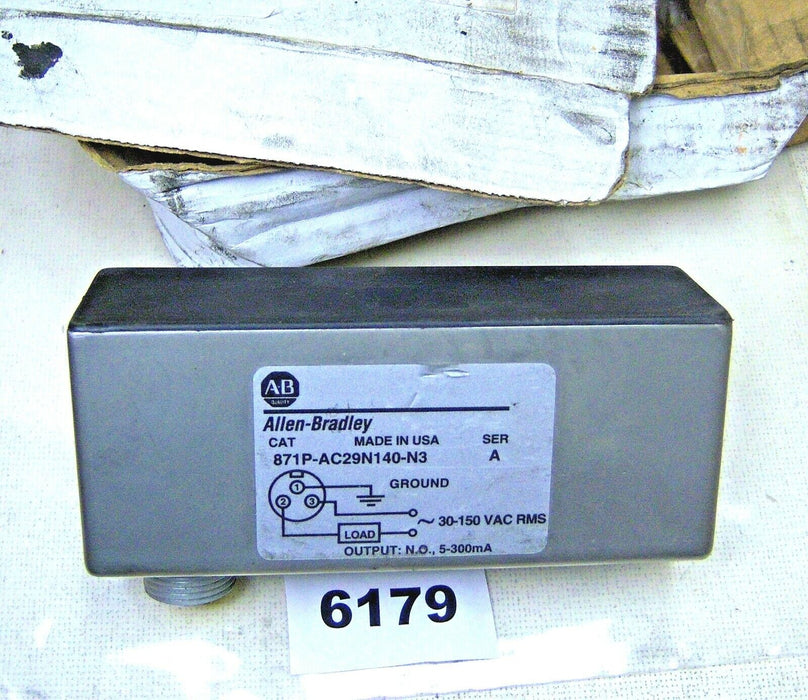 AB
QUALITY
Allen-Bradley
CAT MADE IN USA SER
871P-AC29N140-N3 A
1 GROUND
2 3
~ 30-150 VAC RMS
LOAD
OUTPUT: N.O., 5-300mA
6179